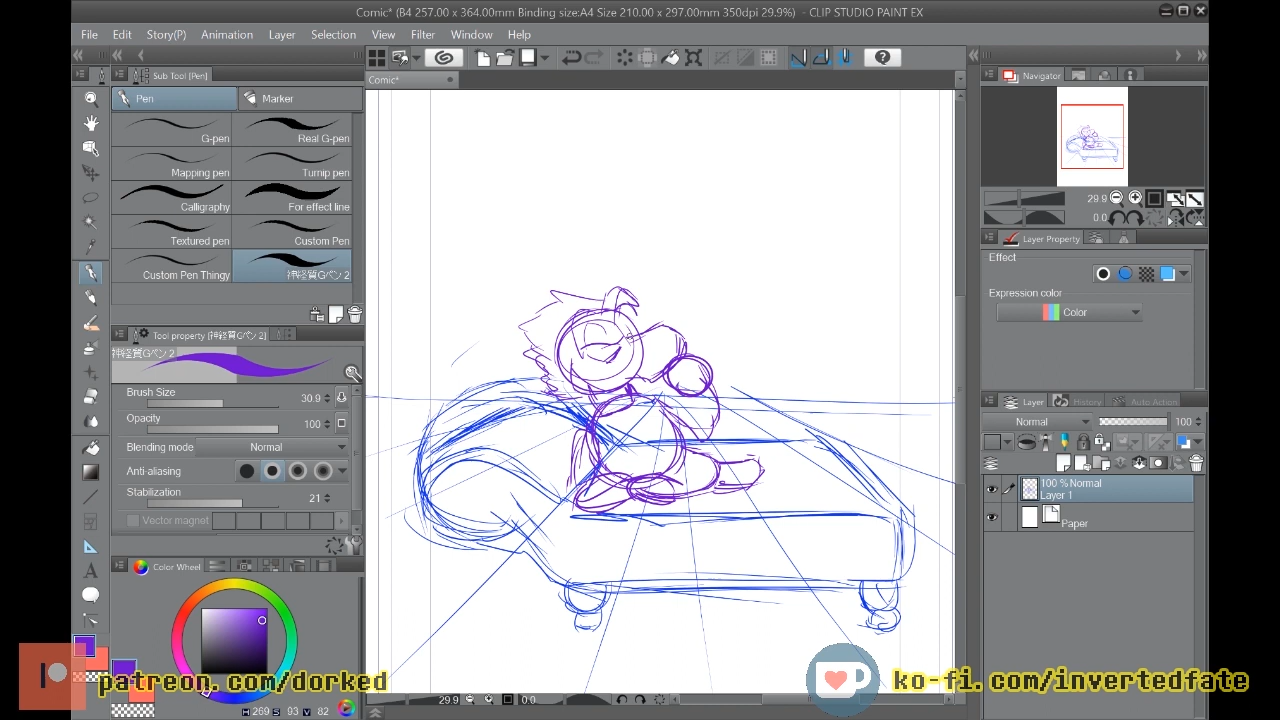 Comic* (B4 257.00 x 364.00mm Binding size:A4 Size 210.00 x 297.00mm 350dpi 29.9%) - CLIP STUDIO PAINT EX
File Edit Story(P) Animation Layer Selection View Filter Window Help
Sub Tool [Pen]
Comic*
Navigator
Pen
Marker
G-pen
Real G-pen
Mapping pen
Turnip pen
Calligraphy
For effect line
Textured pen
Custom Pen
Custom Pen Thingy
神経質Gペン 2
29.9
0.0
Layer Property
Effect
Expression color
Color
Tool property [神経質Gペン 2]
神経質Gペン 2
Brush Size 30.9
Opacity 100
Blending mode Normal
Anti-aliasing
Stabilization 21
Vector magnet
Layer
History
Auto Action
Normal 100
100 % Normal
Layer 1
Paper
Color Wheel
H 269 S 93 V 82
29.9
0.0
patreon.com/dorked
ko-fi.com/invertedfate